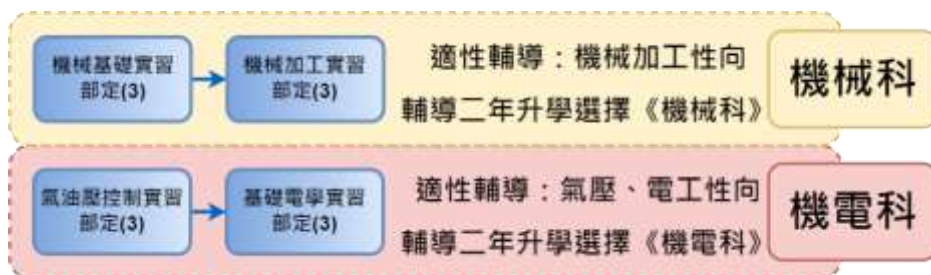 機械基礎實習
部定(3)
機械加工實習
部定(3)
適性輔導：機械加工性向
輔導二年升學選擇《機械科》
機械科
氣油壓控制實習
部定(3)
基礎電學實習
部定(3)
適性輔導：氣壓、電工性向
輔導二年升學選擇《機電科》
機電科